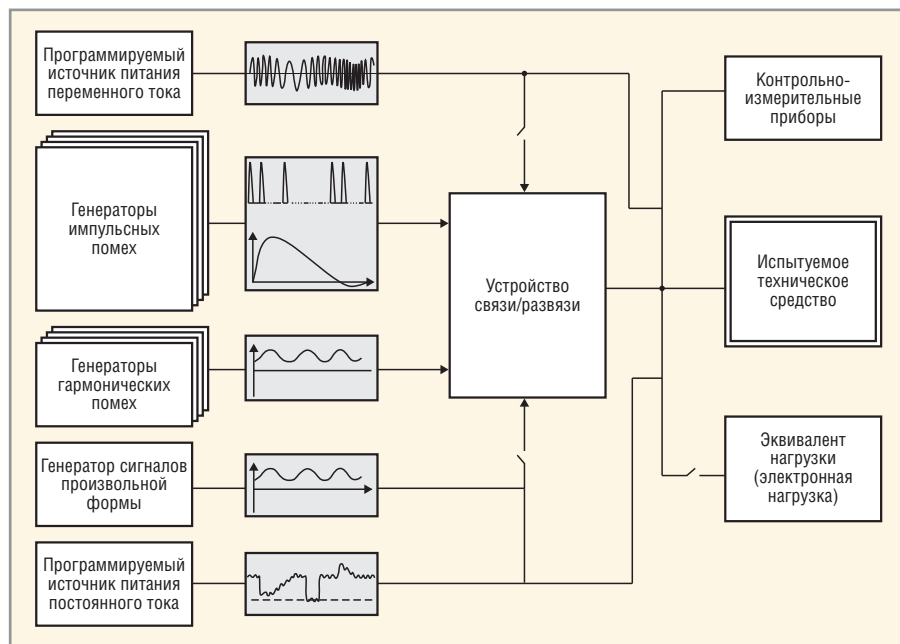 Программируемый
источник питания
переменного тока
Генераторы
импульсных
помех
Генераторы
гармонических
помех
Генератор сигналов
произвольной
формы
Программируемый
источник питания
постоянного тока
Устройство
связи/развязи
Контрольно-
измерительные
приборы
Испытуемое
техническое
средство
Эквивалент
нагрузки
(электронная
нагрузка)